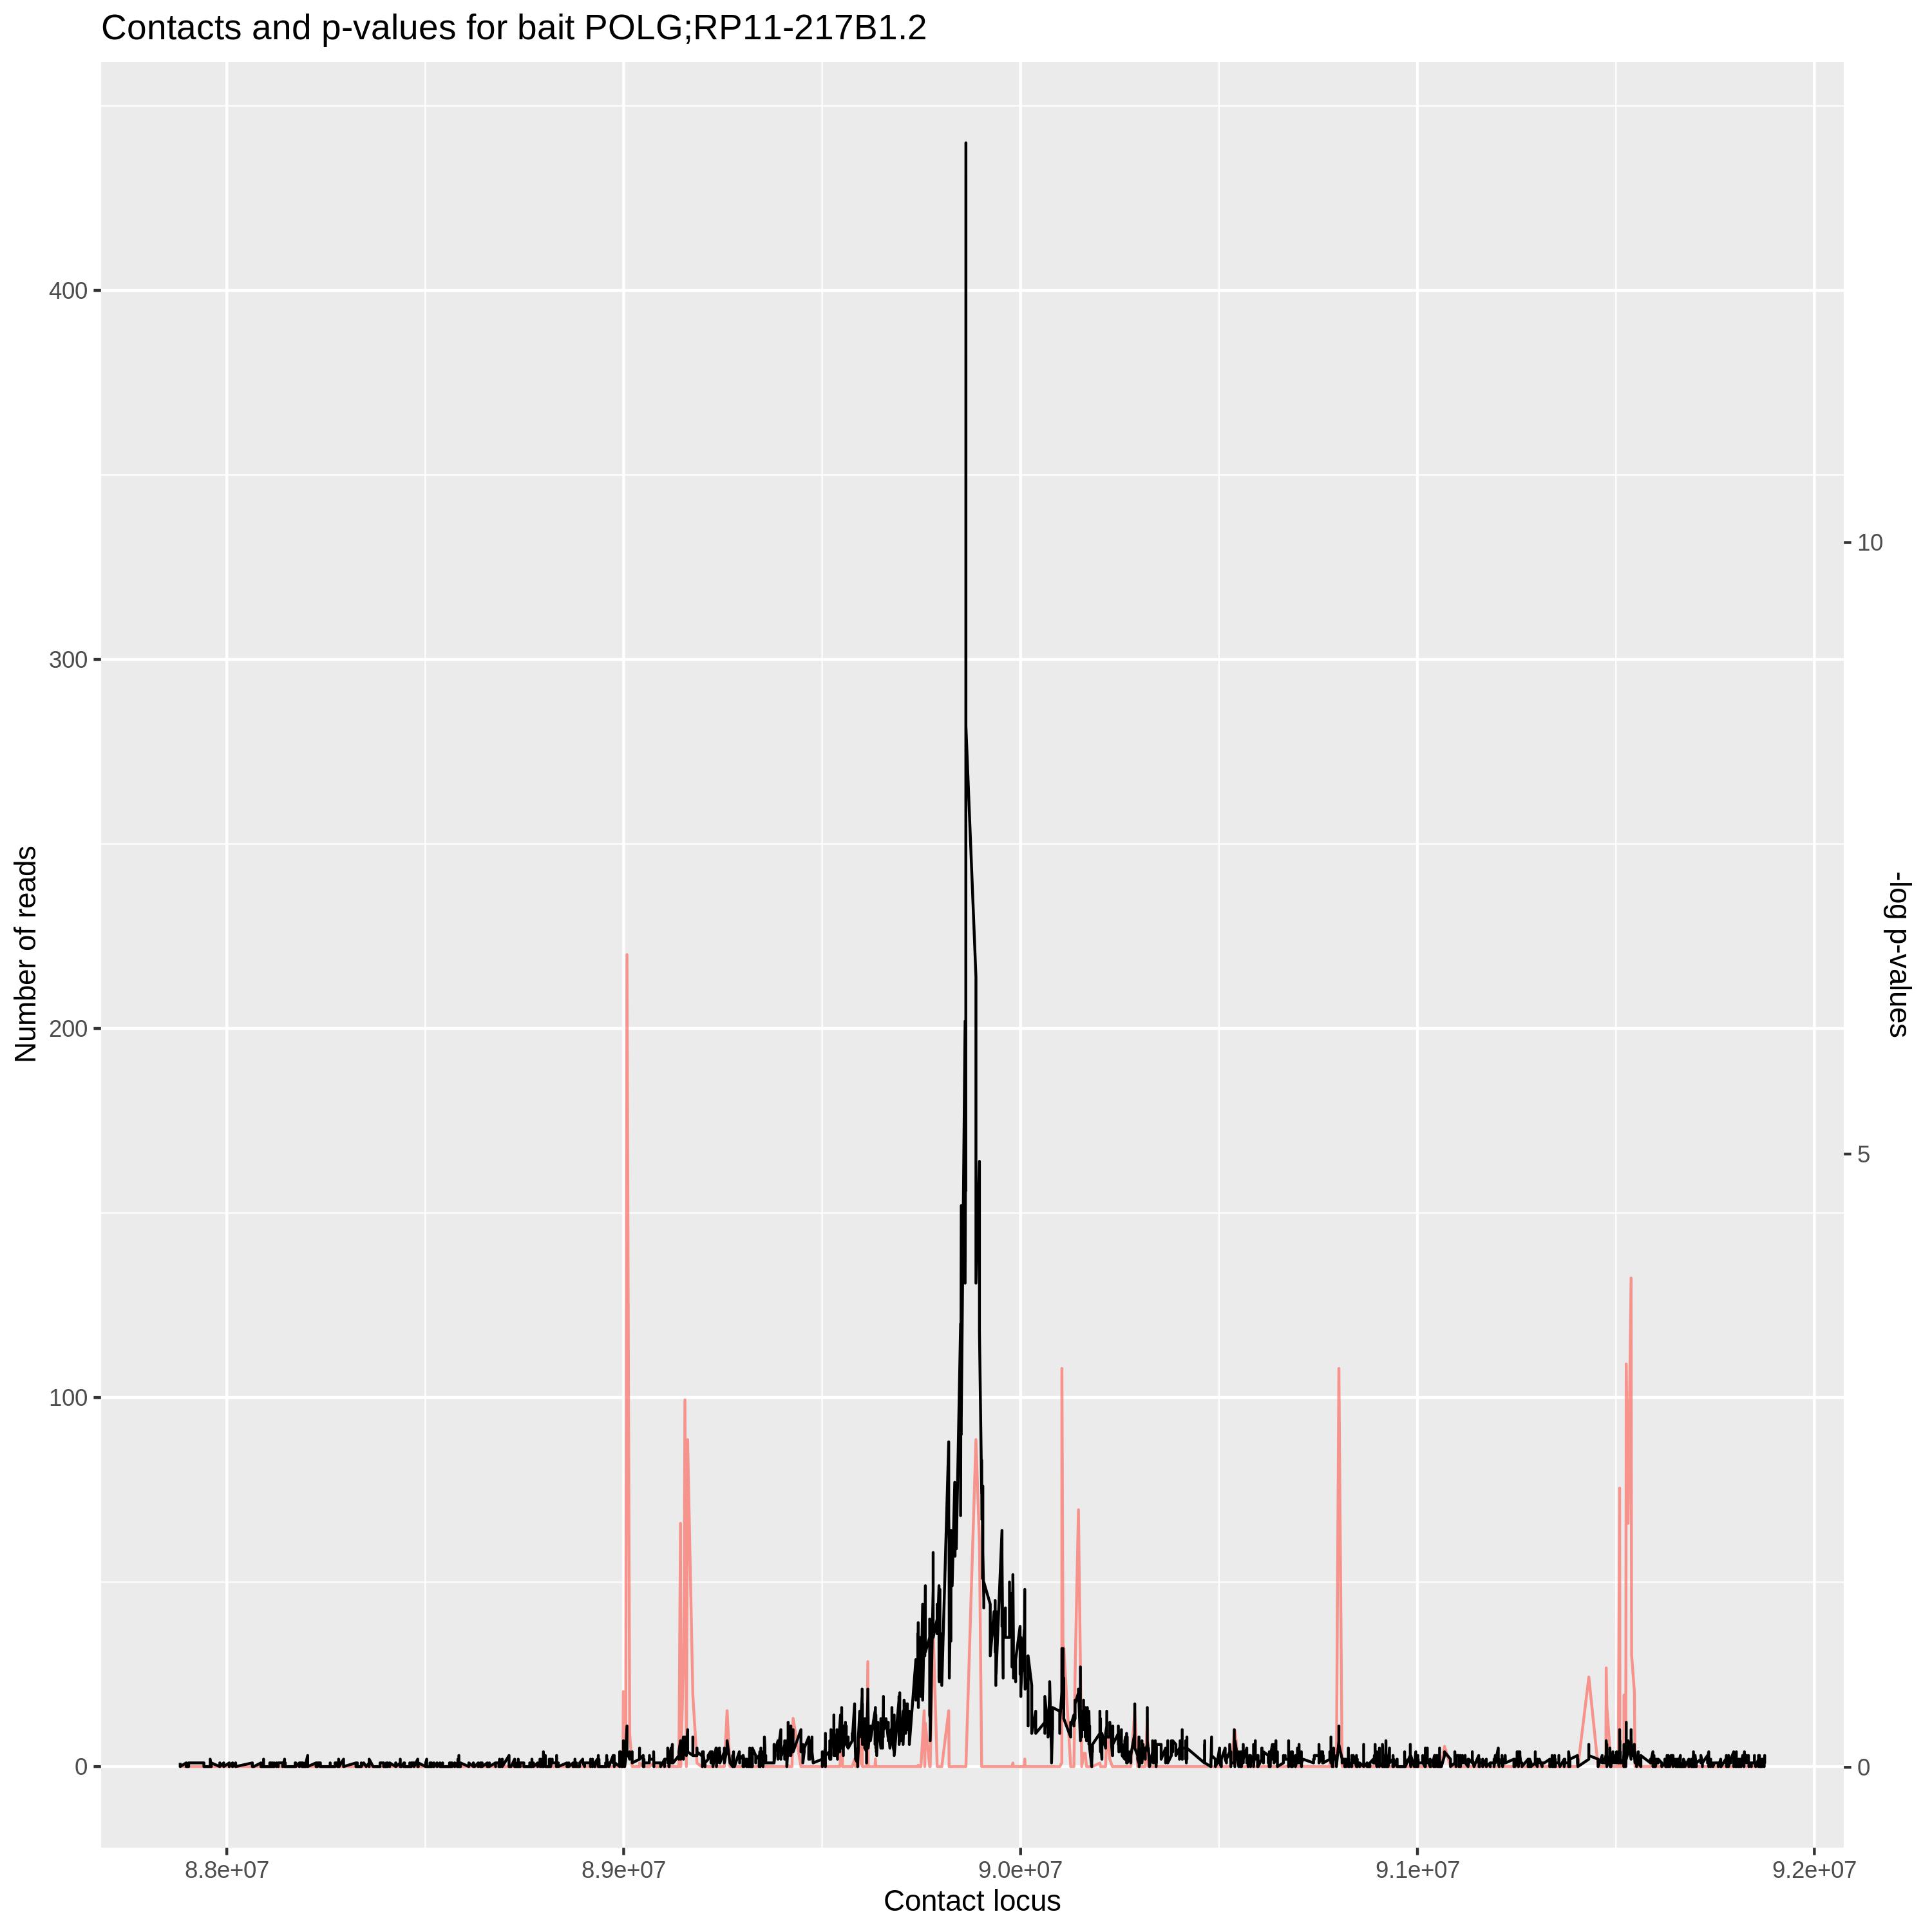 Contacts and p-values for bait POLG;RP11-217B1.2
400
300
200
100
0
Number of reads
10
5
0
-log p-values
8.8e+07 8.9e+07 9.0e+07 9.1e+07 9.2e+07
Contact locus